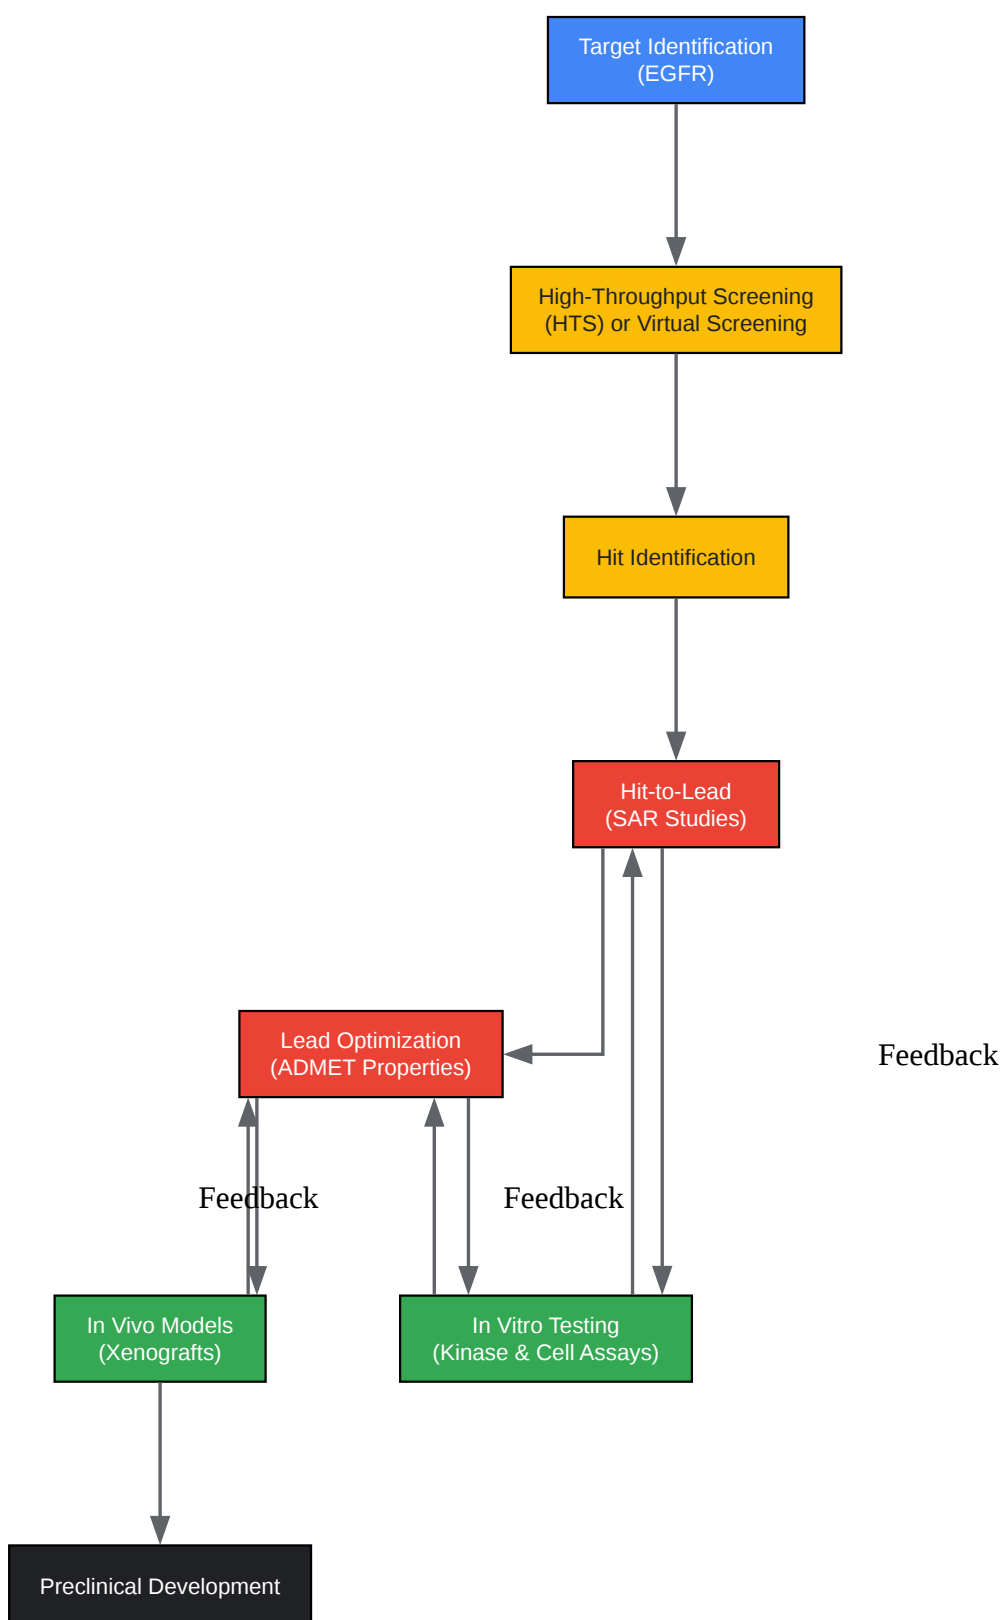 Target Identification
(EGFR)
High-Throughput Screening
(HTS) or Virtual Screening
Hit Identification
Hit-to-Lead
(SAR Studies)
Lead Optimization
(ADMET Properties)
Feedback
Feedback
Feedback
In Vivo Models
(Xenografts)
In Vitro Testing
(Kinase & Cell Assays)
Preclinical Development